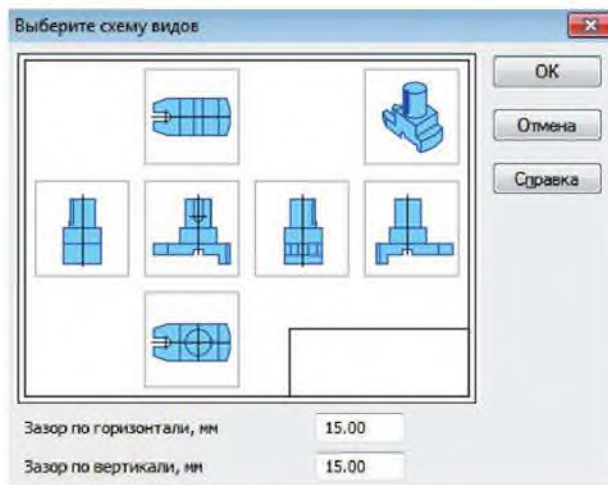 Выберите схему видов
OK
Отмена
Справка
Зазор по горизонтали, мм 15.00
Зазор по вертикали, мм 15.00